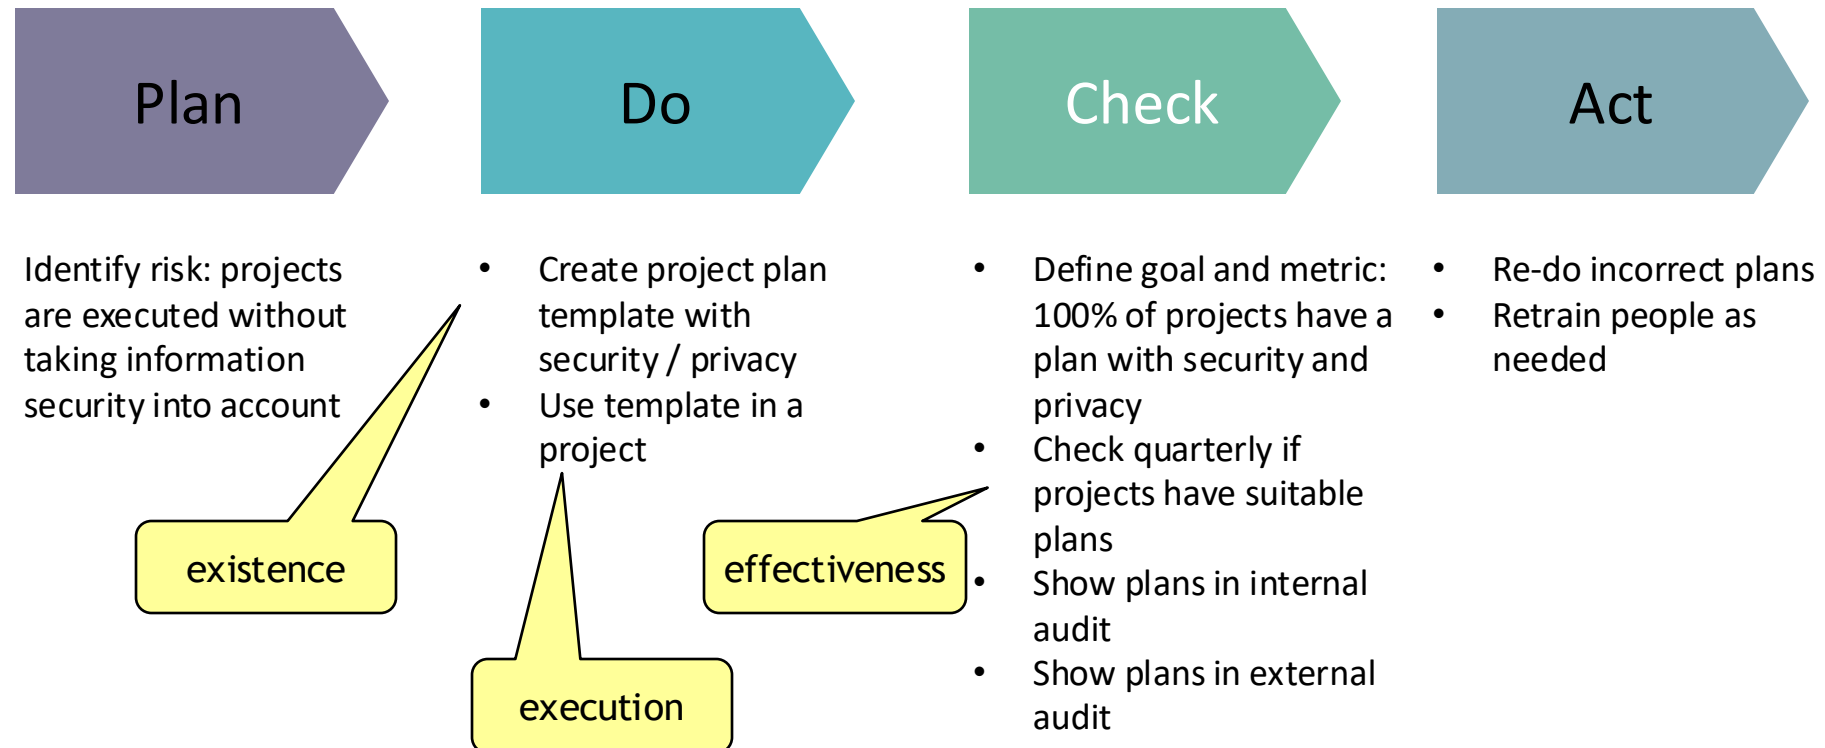 Plan
Do
Check
Act
Identify risk: projects
are executed without
taking information
security into account
• Create project plan
template with
security / privacy
• Use template in a
project
• Define goal and metric:
100% of projects have a
plan with security and
privacy
• Check quarterly if
projects have suitable
plans
• Show plans in internal
audit
• Show plans in external
audit
• Re-do incorrect plans
• Retrain people as
needed
existence
execution
effectiveness